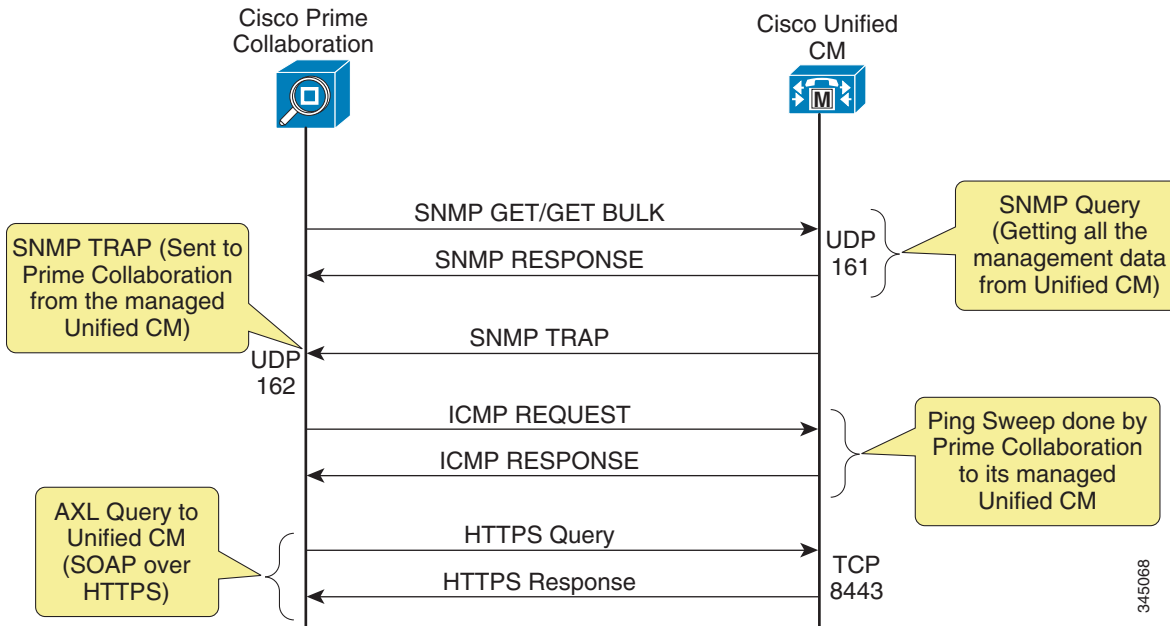 Cisco Prime
Collaboration
Cisco Unified
CM
M
SNMP GET/GET BULK
SNMP RESPONSE
UDP
161
SNMP Query
(Getting all the
management data
from Unified CM)
SNMP TRAP (Sent to
Prime Collaboration
from the managed
Unified CM)
SNMP TRAP
UDP
162
ICMP REQUEST
ICMP RESPONSE
Ping Sweep done by
Prime Collaboration
to its managed
Unified CM
AXL Query to
Unified CM
(SOAP over
HTTPS)
HTTPS Query
HTTPS Response
TCP
8443
345068